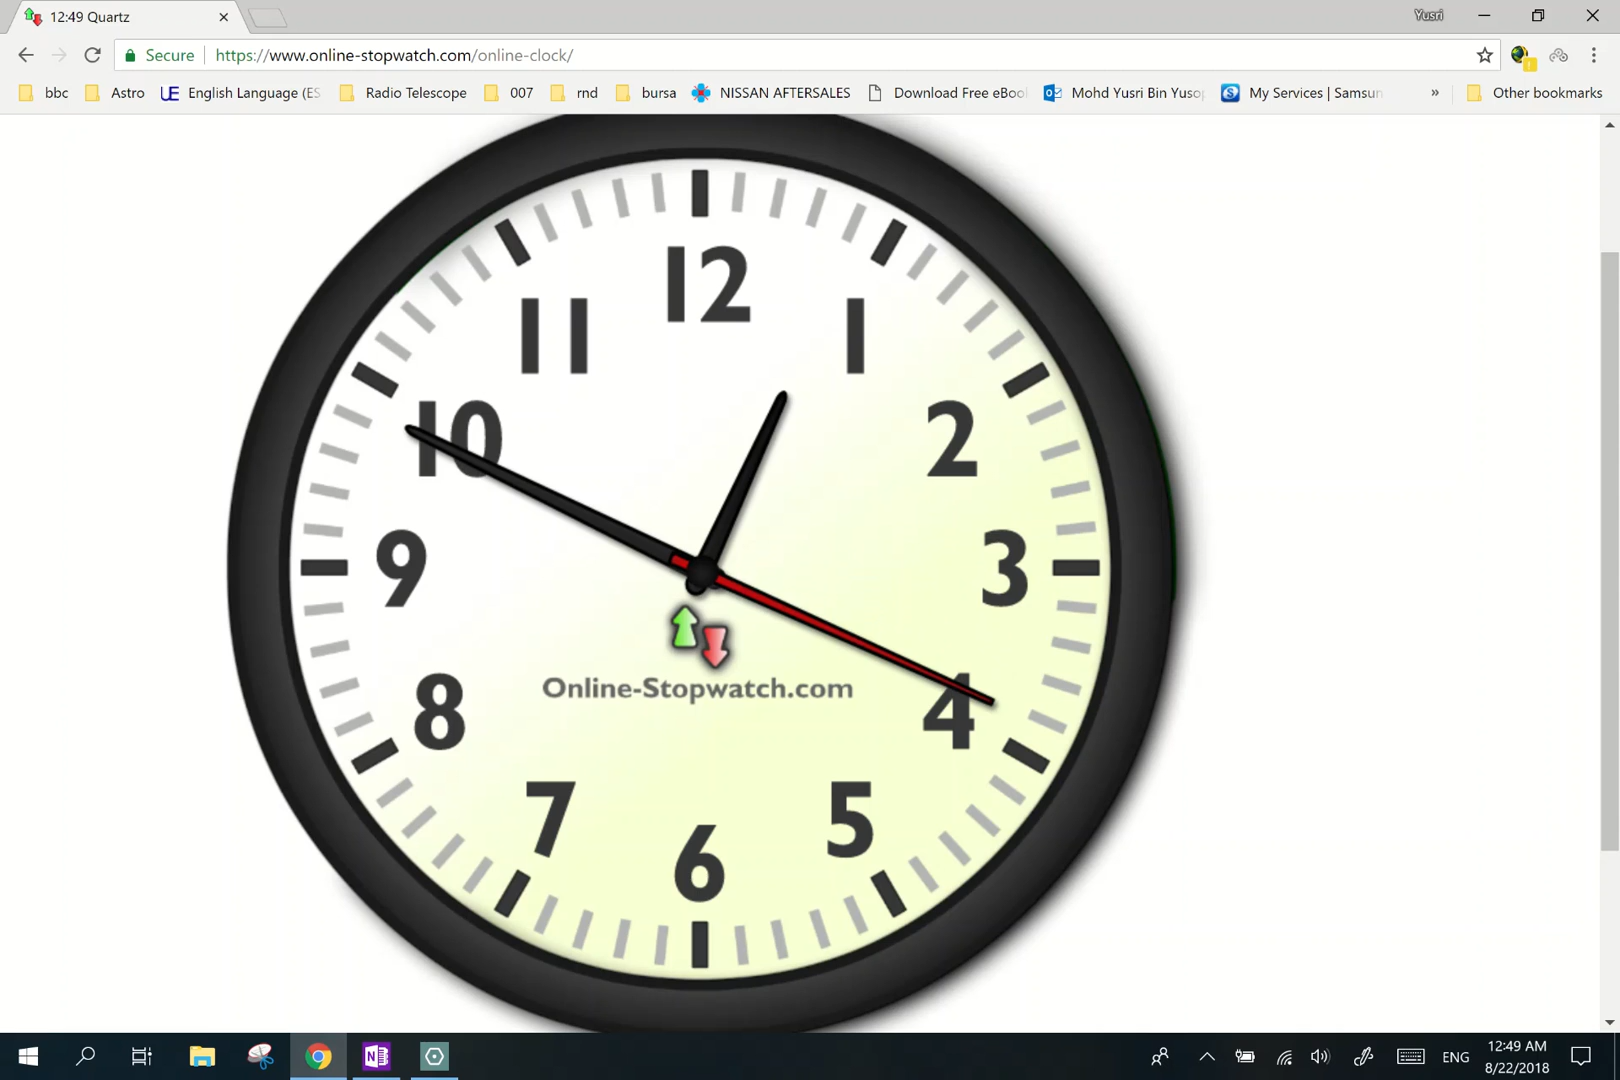 12:49 Quartz
Yusri
Secure
https://www.online-stopwatch.com/online-clock/
bbc
Astro
English Language (ES
Radio Telescope
007
rnd
bursa
NISSAN AFTERSALES
Download Free eBool
Mohd Yusri Bin Yusop
My Services | Samsun
»
Other bookmarks
12
11
1
10
2
9
3
Online-Stopwatch.com
8
4
7
5
6
ENG
12:49 AM
8/22/2018